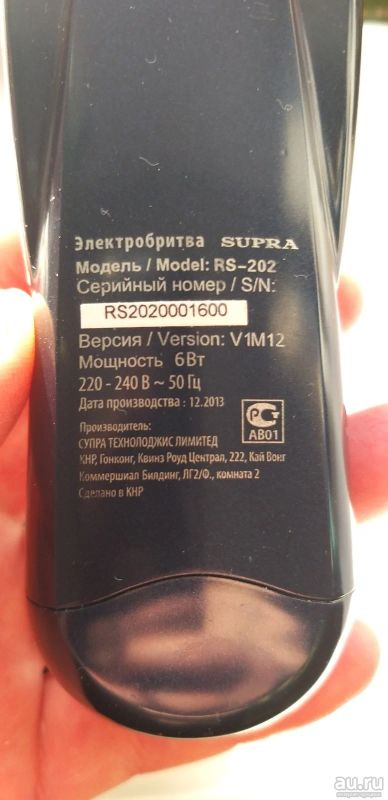 Электробритва SUPRA
Модель / Model: RS-202
Серийный номер / S/N:
RS2020001600
Версия / Version: V1M12
Мощность 6Вт
220 - 240 В ~ 50 Гц
Дата производства : 12.2013
Производитель:
СУПРА ТЕХНОЛОДЖИС ЛИМИТЕД
КНР, Гонконг, Квинз Роуд Централ, 222, Кай Вонг
Коммершиал Билдинг, ЛГ2/Ф., комната 2
Сделано в КНР
АВ01
au.ru